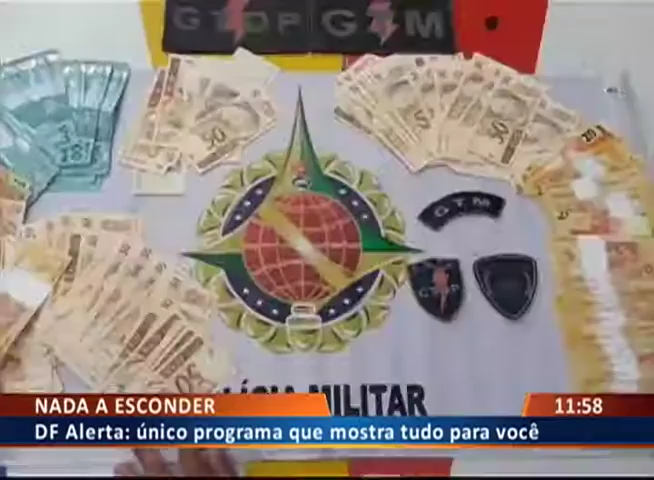 GTOP
GTM
50
GTM
GTOP
LÍCIA MILITAR
NADA A ESCONDER
11:58
DF Alerta: único programa que mostra tudo para você